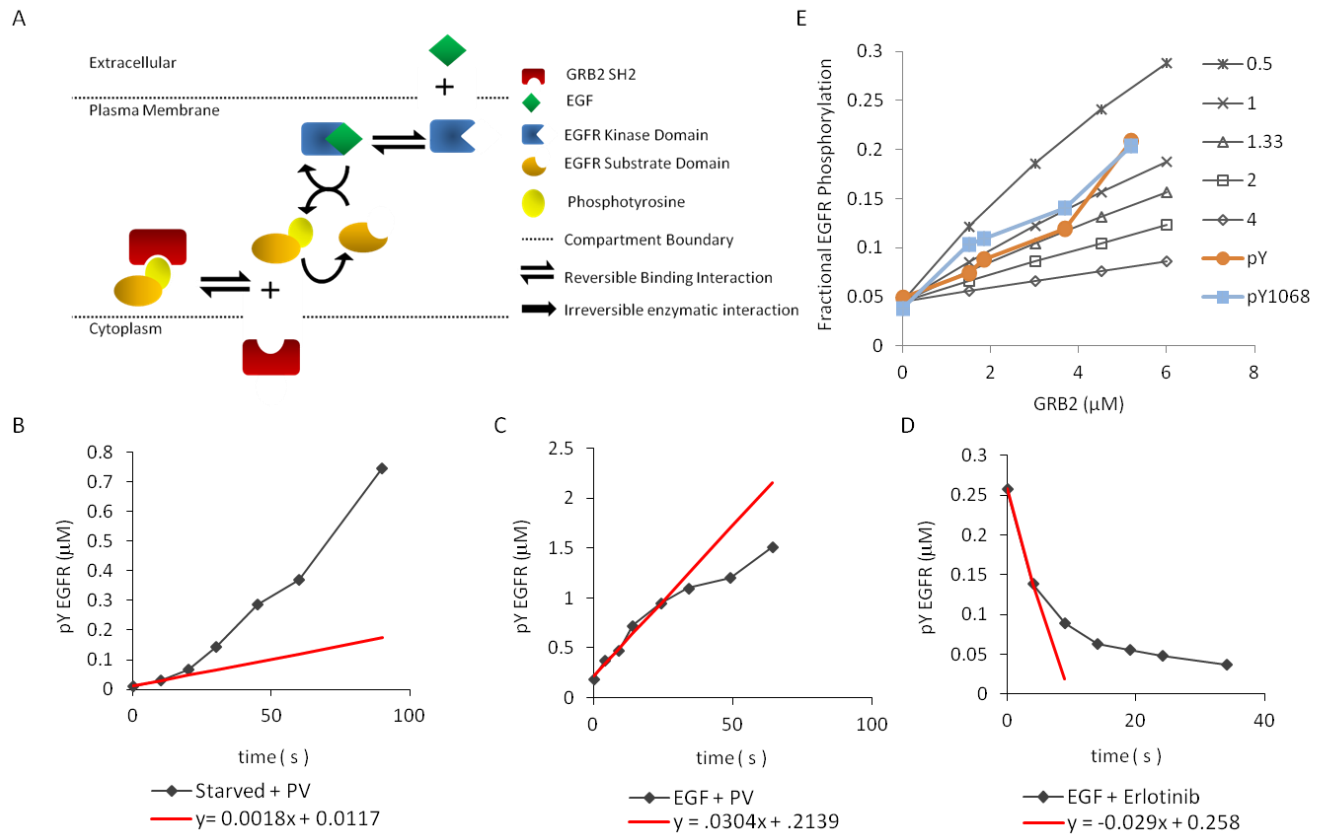 A
Extracellular
+
Plasma Membrane
+
Cytoplasm
GRB2 SH2
EGF
EGFR Kinase Domain
EGFR Substrate Domain
Phosphotyrosine
Compartment Boundary
Reversible Binding Interaction
Irreversible enzymatic interaction
E
Fractional EGFR Phosphorylation
0.3
0.25
0.2
0.15
0.1
0.05
0
0 2 4 6 8
GRB2 (µM)
0.5
1
1.33
2
4
pY
pY1068
B
pY EGFR (µM)
0.8
0.7
0.6
0.5
0.4
0.3
0.2
0.1
0
0 50 100
time ( s )
Starved + PV
y= 0.0018x + 0.0117
C
pY EGFR (µM)
2.5
2
1.5
1
0.5
0
0 50 100
time ( s )
EGF + PV
y = .0304x + .2139
D
pY EGFR (µM)
0.3
0.25
0.2
0.15
0.1
0.05
0
0 20 40
time ( s )
EGF + Erlotinib
y = -0.029x + 0.258